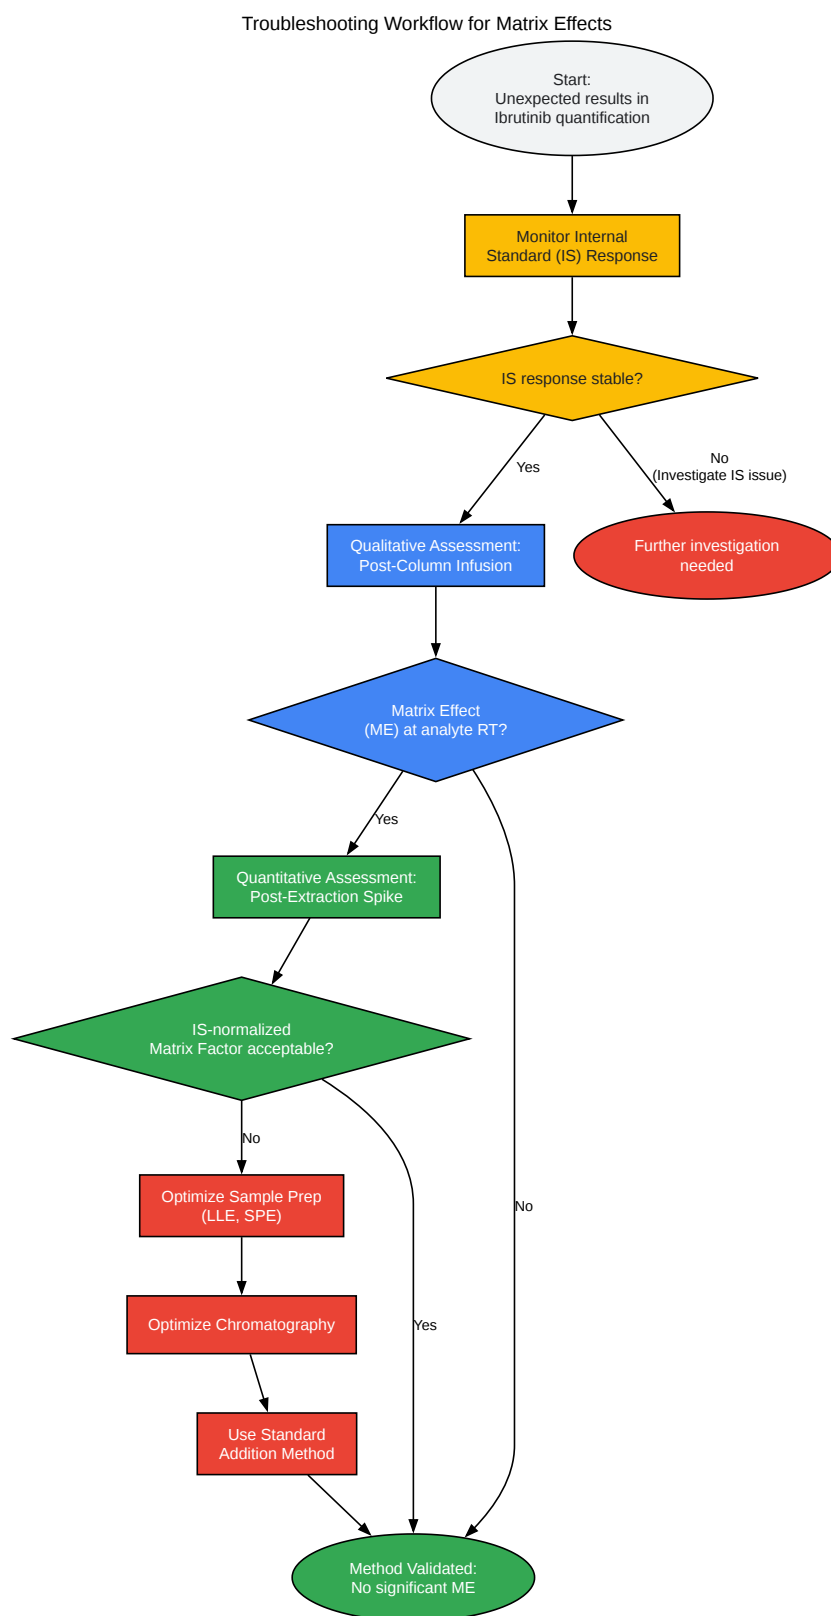 Troubleshooting Workflow for Matrix Effects
Start:
Unexpected results in
Ibrutinib quantification
Monitor Internal
Standard (IS) Response
IS response stable?
Yes
No
(Investigate IS issue)
Qualitative Assessment:
Post-Column Infusion
Further investigation
needed
Matrix Effect
(ME) at analyte RT?
Yes
Quantitative Assessment:
Post-Extraction Spike
IS-normalized
Matrix Factor acceptable?
No
Optimize Sample Prep
(LLE, SPE)
No
Optimize Chromatography
Yes
Use Standard
Addition Method
Method Validated:
No significant ME